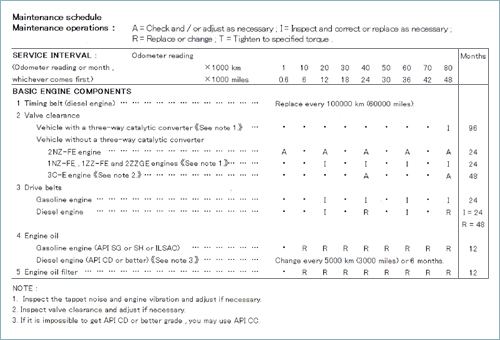 Maintenance schedule
Maintenance operations : A = Check and / or adjust as necessary ; I = Inspect and correct or replace as necessary ;
R = Replace or change ; T = Tighten to specified torque .
SERVICE INTERVAL : Odometer reading Months
(Odometer reading or month , ×1000 km 1 10 20 30 40 50 60 70 80
whichever comes first) ×1000 miles 0.6 6 12 18 24 30 36 42 48
BASIC ENGINE COMPONENTS
1 Timing belt (diesel engine) ⋯ Replace every 100000 km (60000 miles)
2 Valve clearance
Vehicle with a three-way catalytic converter 《See note 1.》 ⋯ • • • • • • • • I 96
Vehicle without a three-way catalytic converter
2NZ-FE engine ⋯ A • A • A • A • A 24
1NZ-FE , 1ZZ-FE and 2ZZGE engines 《See note 1.》 ⋯ • • I • I • I • I 24
3C-E engine 《See note 2.》 ⋯ • • • • A • • • A 48
3 Drive belts
Gasoline engine ⋯ • • I • I • I • I 24
Diesel engine ⋯ • • I • R • I • R I = 24
R = 48
4 Engine oil
Gasoline engine (API SG or SH or ILSAC) ⋯ • R R R R R R R R 12
Diesel engine (API CD or better) 《See note 3.》 ⋯ Change every 5000 km (3000 miles) or 6 months.
5 Engine oil filter ⋯ • R R R R R R R R 12
NOTE :
1. Inspect the tappet noise and engine vibration and adjust if necessary.
2. Inspect valve clearance and adjust if necessary.
3. If it is impossible to get API CD or better grade , you may use API CC.